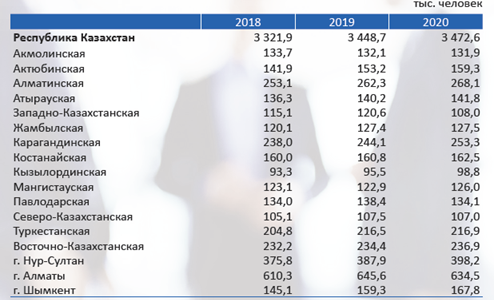 тыс. человек
2018 2019 2020
Республика Казахстан 3 321,9 3 448,7 3 472,6
Акмолинская 133,7 132,1 131,9
Актюбинская 141,9 153,2 159,3
Алматинская 253,1 262,3 268,1
Атырауская 136,3 140,2 141,8
Западно-Казахстанская 115,1 120,6 108,0
Жамбылская 120,1 127,4 127,5
Карагандинская 238,0 244,1 253,3
Костанайская 160,0 160,8 162,5
Кызылординская 93,3 95,5 98,8
Мангистауская 123,1 122,9 126,0
Павлодарская 134,0 138,4 134,1
Северо-Казахстанская 105,1 107,5 107,0
Туркестанская 204,8 216,5 216,9
Восточно-Казахстанская 232,2 234,4 236,9
г. Нур-Султан 375,8 387,9 398,2
г. Алматы 610,3 645,6 634,5
г. Шымкент 145,1 159,3 167,8